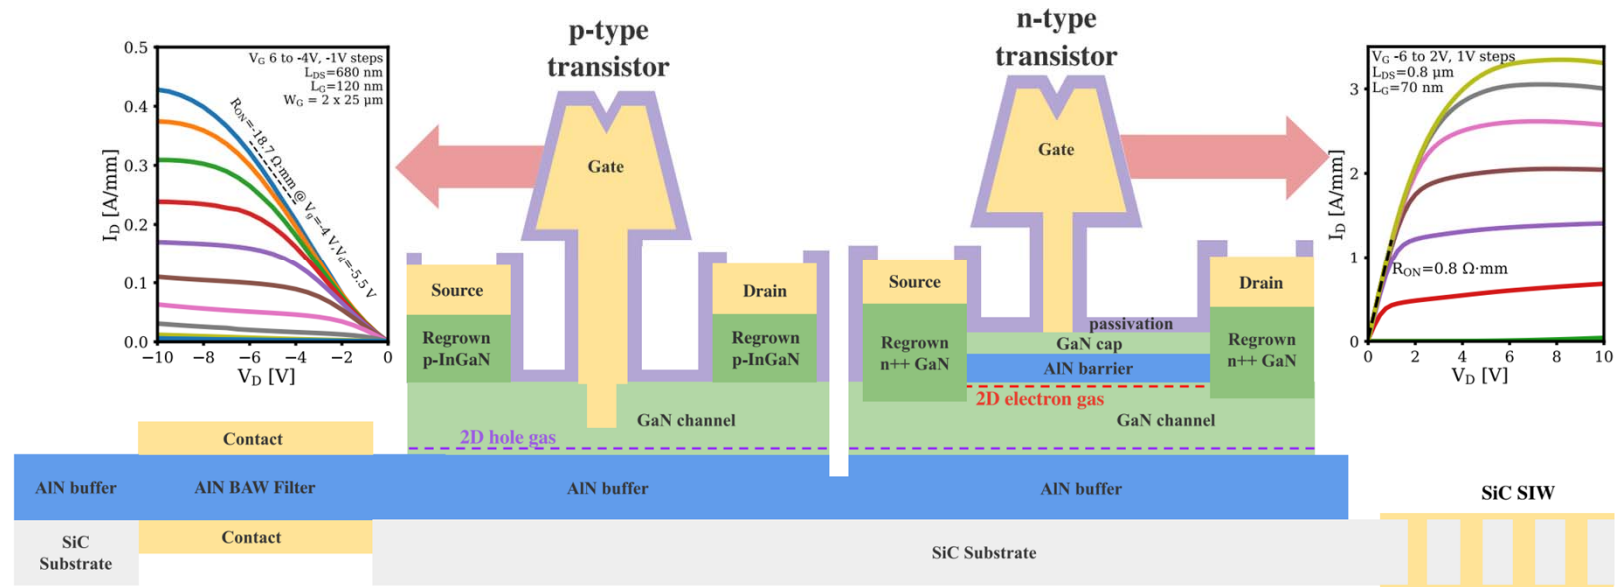 p-type
transistor
n-type
transistor
V_G 6 to -4V, -1V steps
L_DS=680 nm
L_G=120 nm
W_G = 2 x 25 μm
R_ON=-18.7 Ω·mm @ V_g=-4 V,V_d=-5.5 V
I_D [A/mm]
0.5
0.4
0.3
0.2
0.1
0.0
−10
−8
−6
−4
−2
0
V_D [V]
Gate
Source
Drain
Regrown
p-InGaN
Regrown
p-InGaN
GaN channel
2D hole gas
Gate
Source
Drain
Regrown
n++ GaN
Regrown
n++ GaN
passivation
GaN cap
AlN barrier
2D electron gas
GaN channel
V_G -6 to 2V, 1V steps
L_DS=0.8 μm
L_G=70 nm
R_ON=0.8 Ω·mm
I_D [A/mm]
3
2
1
0
0
2
4
6
8
10
V_D [V]
Contact
AlN buffer
AlN BAW Filter
AlN buffer
AlN buffer
SiC SIW
SiC
Substrate
Contact
SiC Substrate